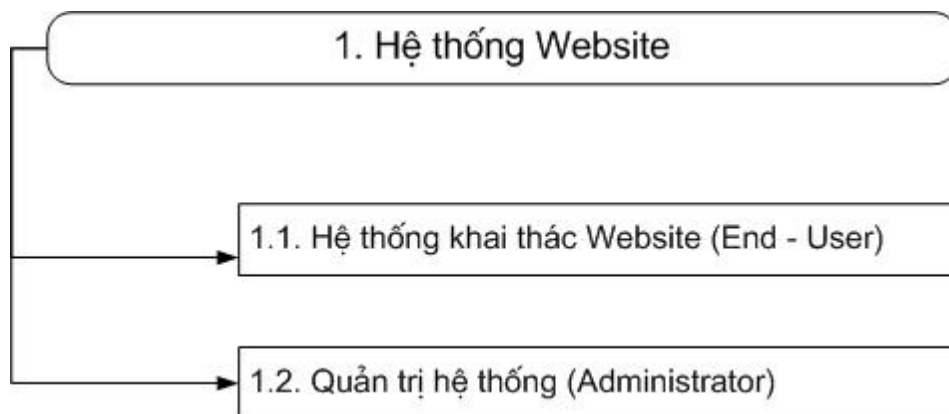 1. Hệ thống Website
1.1. Hệ thống khai thác Website (End - User)
1.2. Quản trị hệ thống (Administrator)